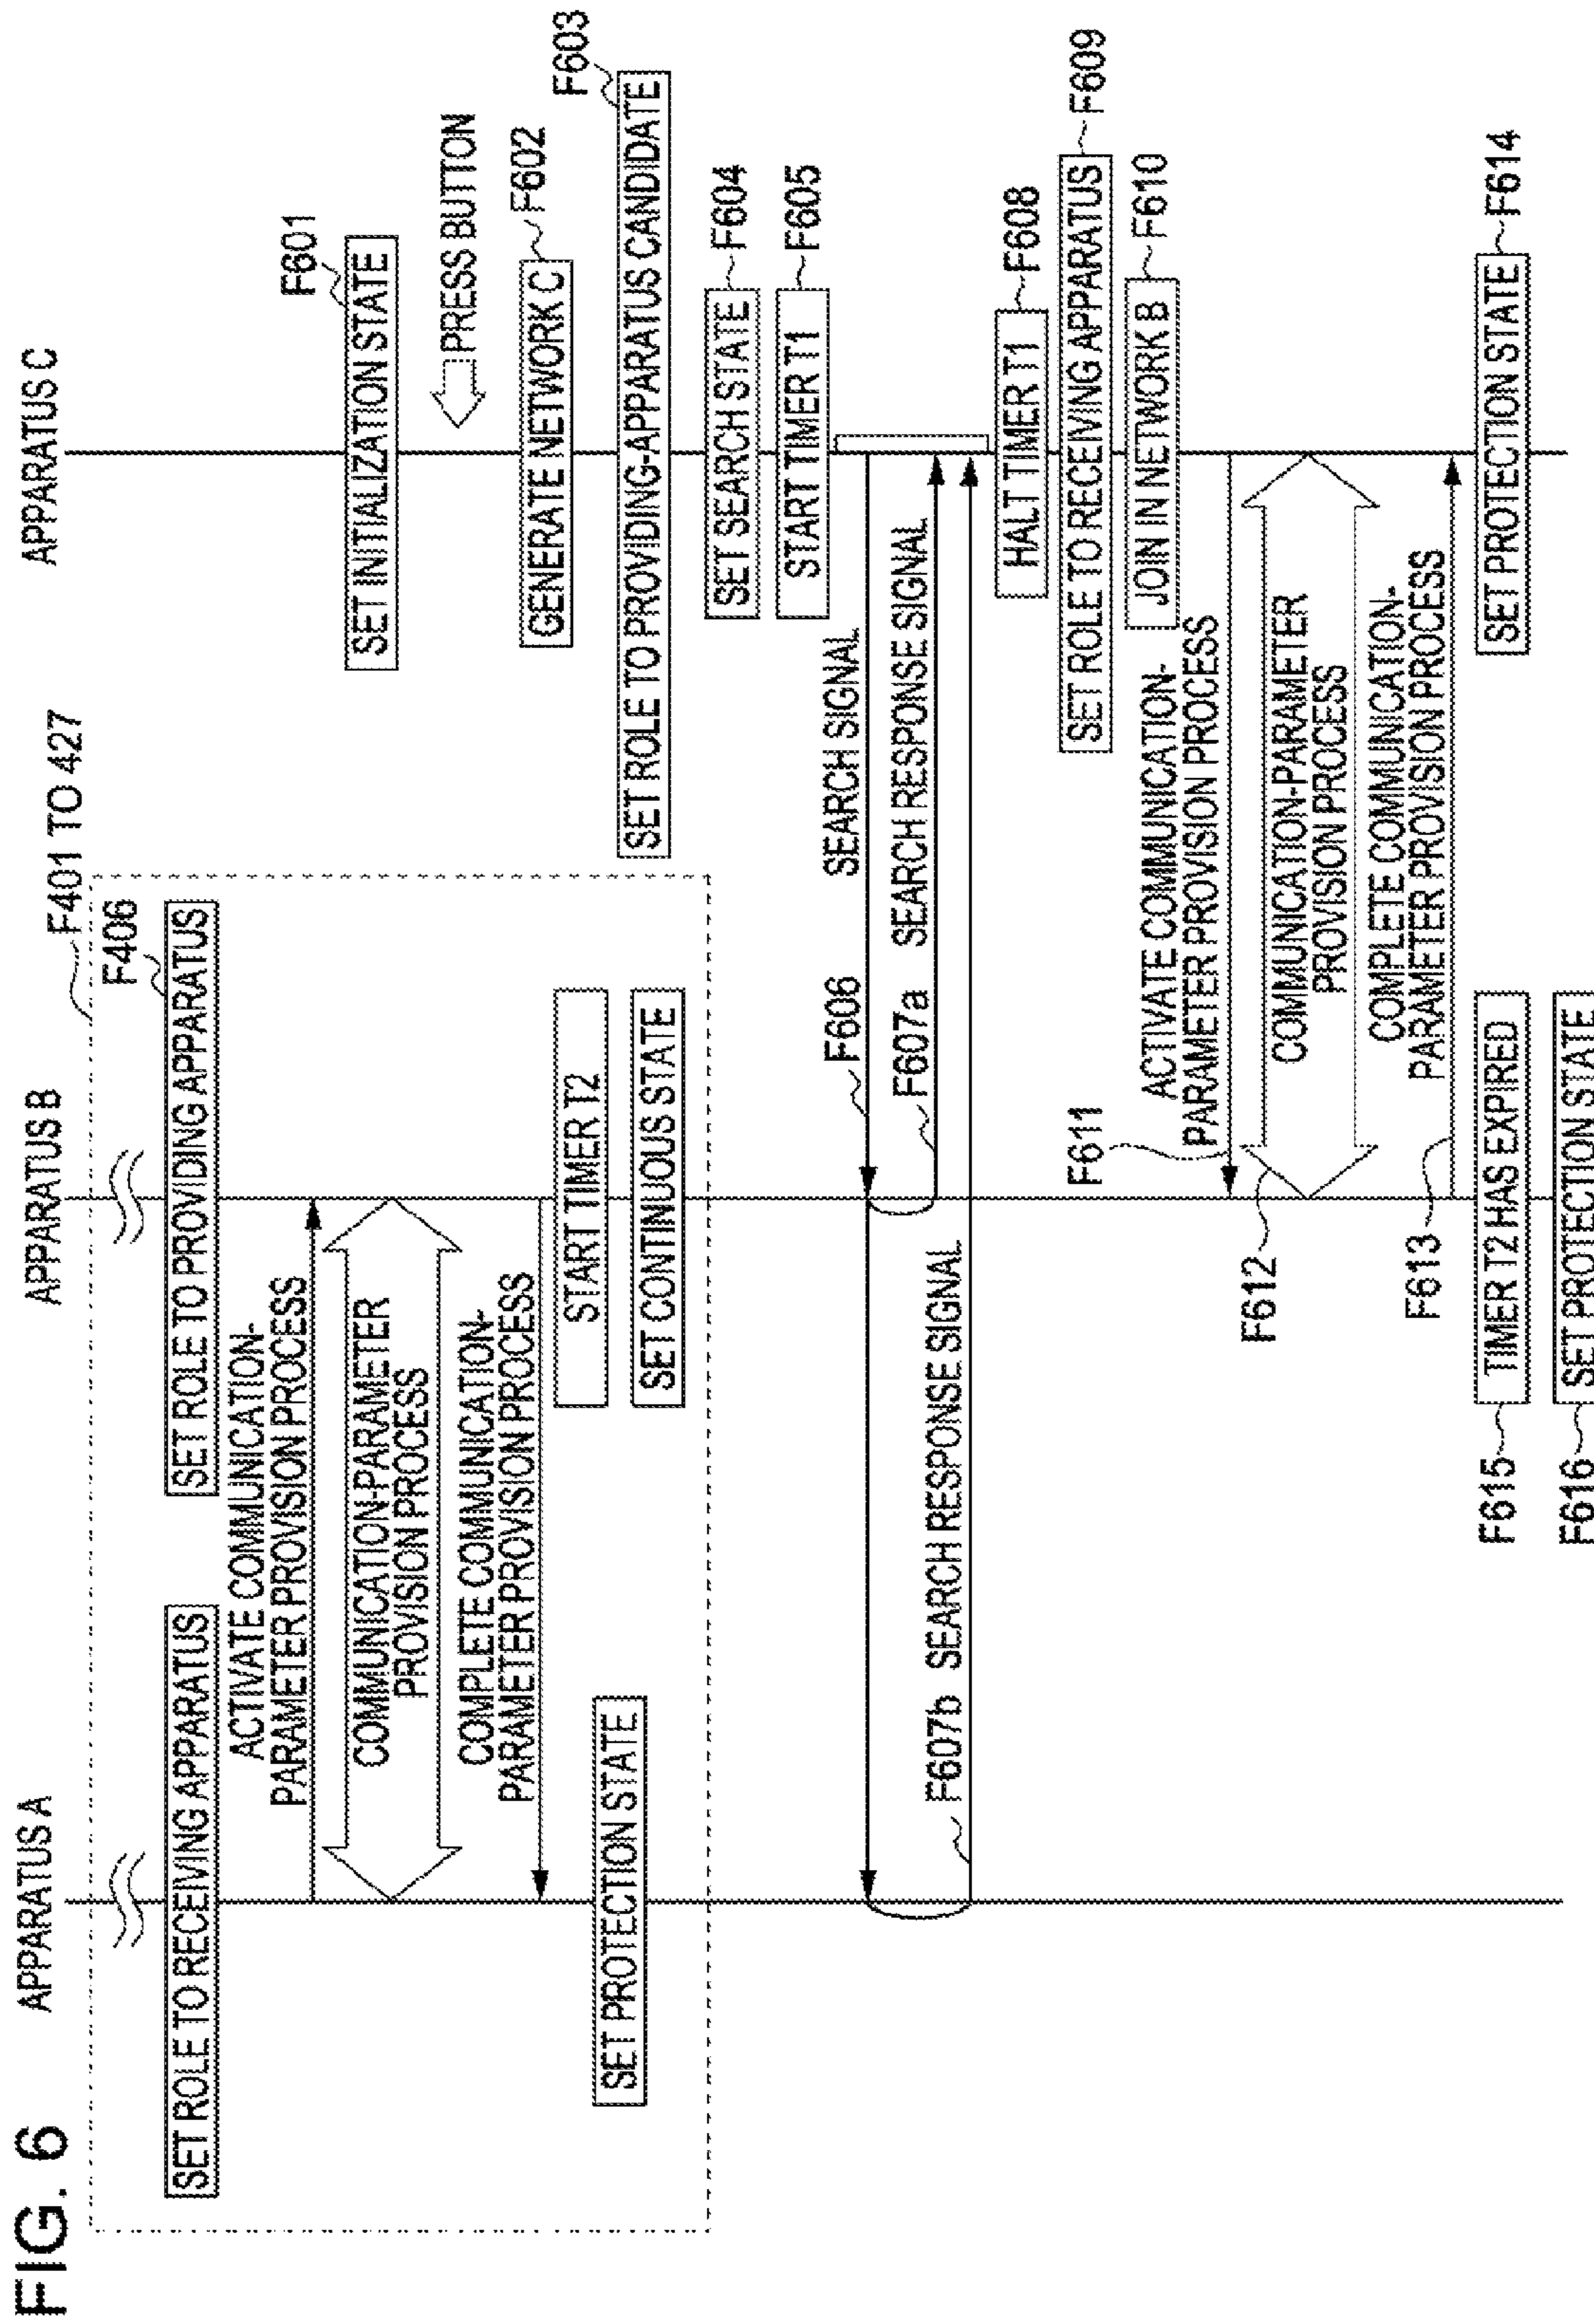 FIG. 6
APPARATUS A
APPARATUS B
APPARATUS C
F401 TO 427
F406
SET ROLE TO RECEIVING APPARATUS
SET ROLE TO PROVIDING APPARATUS
ACTIVATE COMMUNICATION-
PARAMETER PROVISION PROCESS
COMMUNICATION-PARAMETER
PROVISION PROCESS
COMPLETE COMMUNICATION-
PARAMETER PROVISION PROCESS
START TIMER T2
SET PROTECTION STATE
SET CONTINUOUS STATE
F601
SET INITIALIZATION STATE
PRESS BUTTON
GENERATE NETWORK C
F602
F603
SET ROLE TO PROVIDING-APPARATUS CANDIDATE
SET SEARCH STATE
F604
START TIMER T1
F605
F606
SEARCH SIGNAL
F607a
SEARCH RESPONSE SIGNAL
F607b
SEARCH RESPONSE SIGNAL
HALT TIMER T1
F608
SET ROLE TO RECEIVING APPARATUS
F609
JOIN IN NETWORK B
F610
F611
ACTIVATE COMMUNICATION-
PARAMETER PROVISION PROCESS
F612
COMMUNICATION-PARAMETER
PROVISION PROCESS
F613
COMPLETE COMMUNICATION-
PARAMETER PROVISION PROCESS
SET PROTECTION STATE
F614
F615
TIMER T2 HAS EXPIRED
F616
SET PROTECTION STATE